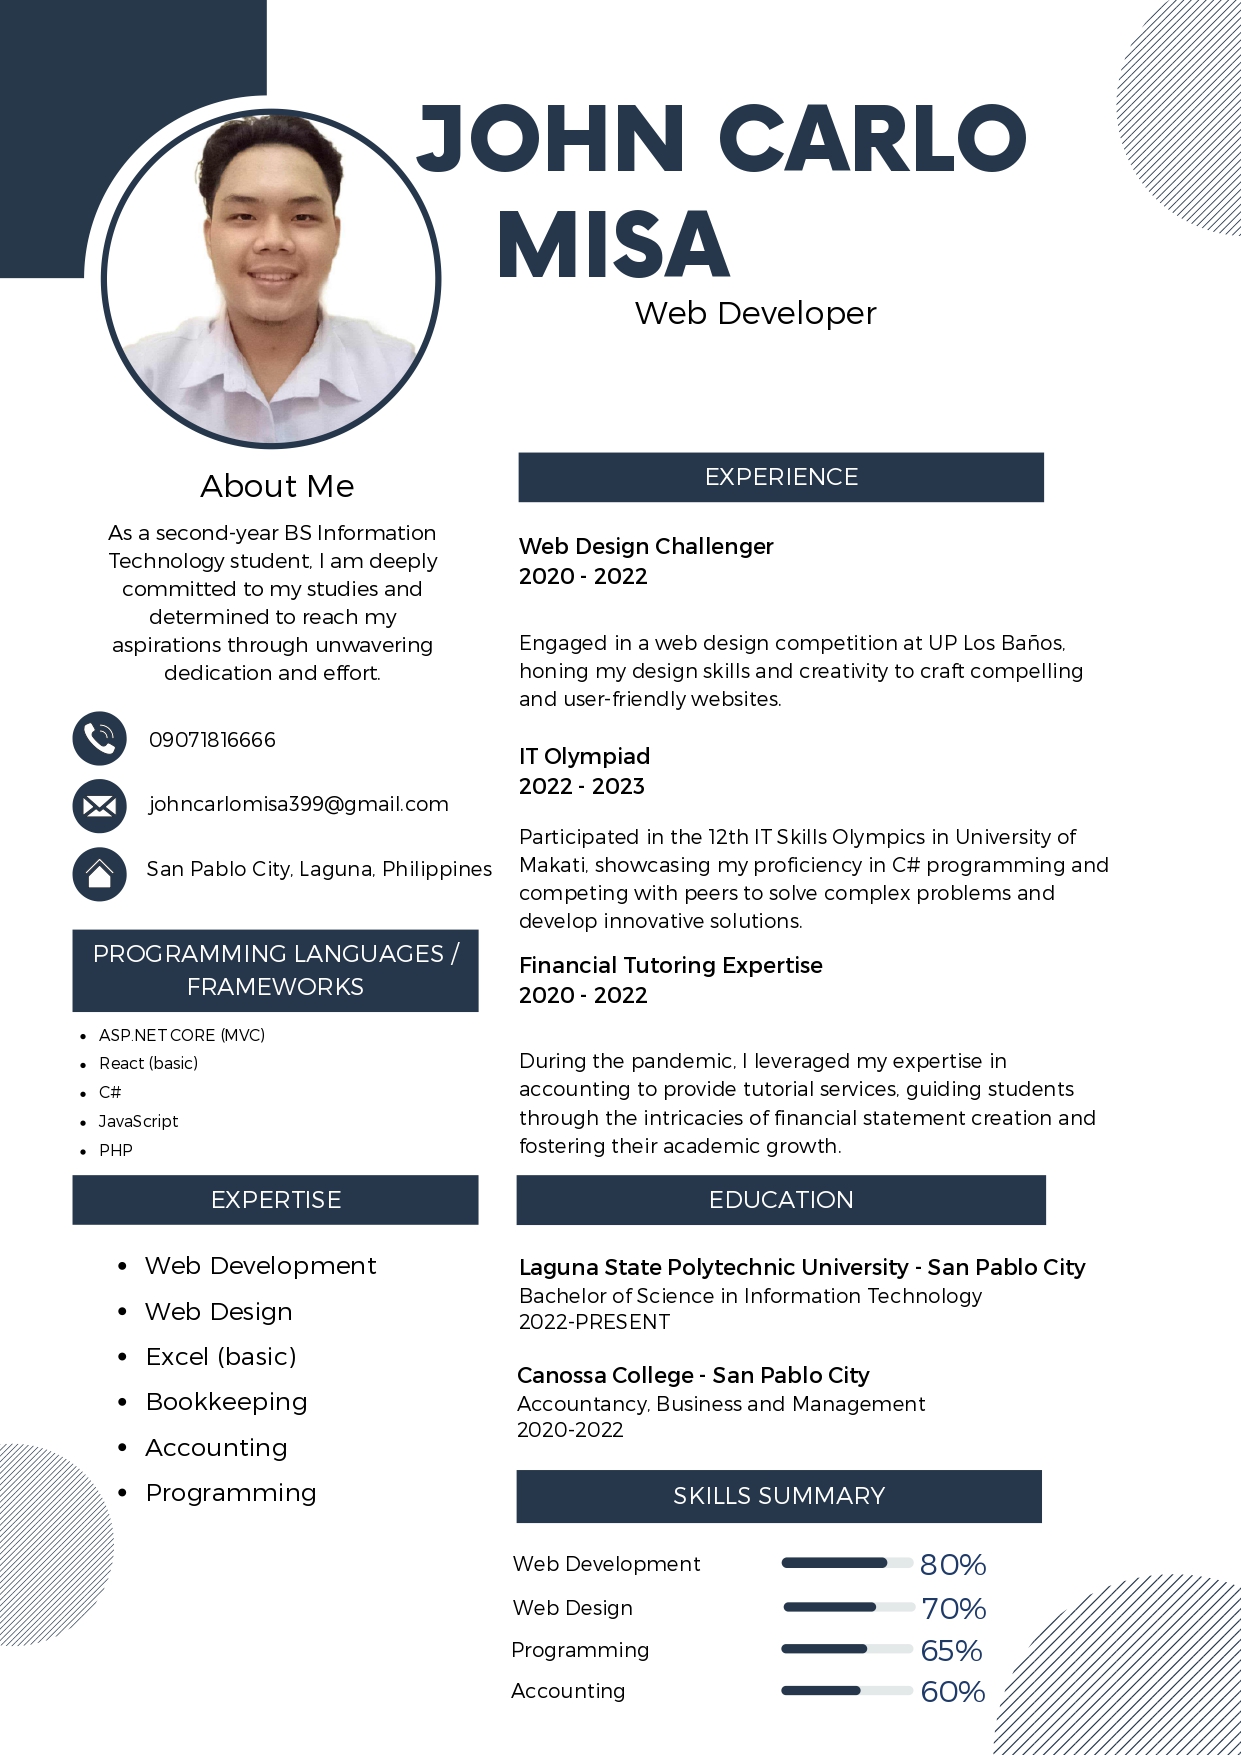 JOHN CARLO
MISA
Web Developer
About Me
As a second-year BS Information
Technology student, I am deeply
committed to my studies and
determined to reach my
aspirations through unwavering
dedication and effort.
09071816666
johncarlomisa399@gmail.com
San Pablo City, Laguna, Philippines
PROGRAMMING LANGUAGES /
FRAMEWORKS
• ASP.NET CORE (MVC)
• React (basic)
• C#
• JavaScript
• PHP
EXPERTISE
• Web Development
• Web Design
• Excel (basic)
• Bookkeeping
• Accounting
• Programming
EXPERIENCE
Web Design Challenger
2020 - 2022
Engaged in a web design competition at UP Los Baños,
honing my design skills and creativity to craft compelling
and user-friendly websites.
IT Olympiad
2022 - 2023
Participated in the 12th IT Skills Olympics in University of
Makati, showcasing my proficiency in C# programming and
competing with peers to solve complex problems and
develop innovative solutions.
Financial Tutoring Expertise
2020 - 2022
During the pandemic, I leveraged my expertise in
accounting to provide tutorial services, guiding students
through the intricacies of financial statement creation and
fostering their academic growth.
EDUCATION
Laguna State Polytechnic University - San Pablo City
Bachelor of Science in Information Technology
2022-PRESENT
Canossa College - San Pablo City
Accountancy, Business and Management
2020-2022
SKILLS SUMMARY
Web Development 80%
Web Design 70%
Programming 65%
Accounting 60%